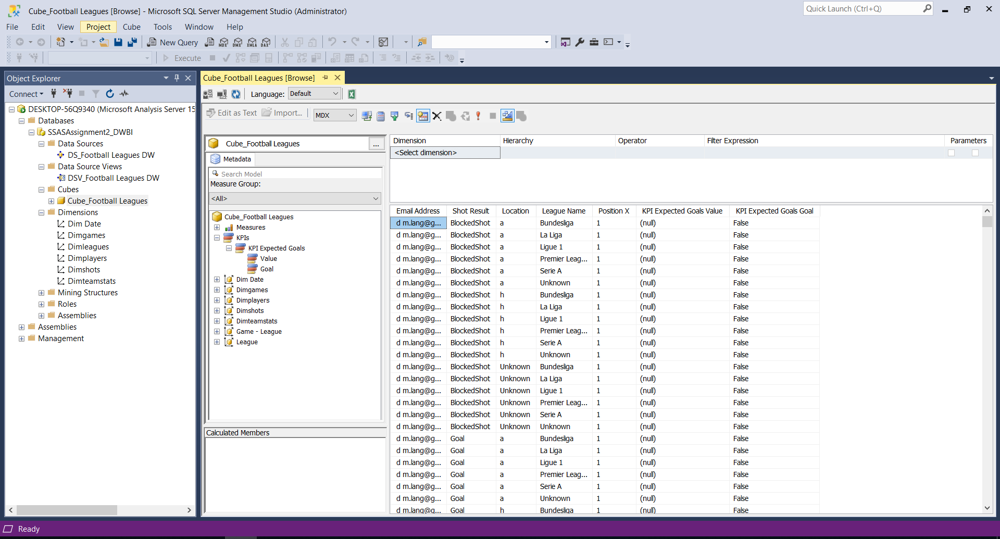 Cube_Football Leagues [Browse] - Microsoft SQL Server Management Studio (Administrator)
Quick Launch (Ctrl+Q)
File Edit View Project Cube Tools Window Help
New Query MDX DMX XMLA DAX
Execute
Object Explorer
Connect
DESKTOP-56Q9340 (Microsoft Analysis Server 15
Databases
SSASAssignment2_DWBI
Data Sources
DS_Football Leagues DW
Data Source Views
DSV_Football Leagues DW
Cubes
Cube_Football Leagues
Dimensions
Dim Date
Dimgames
Dimleagues
Dimplayers
Dimshots
Dimteamstats
Mining Structures
Roles
Assemblies
Assemblies
Management
Cube_Football Leagues [Browse]
Language: Default
Edit as Text Import... MDX
Cube_Football Leagues ...
Metadata
Search Model
Measure Group:
<All>
Cube_Football Leagues
Measures
KPIs
KPI Expected Goals
Value
Goal
Dim Date
Dimgames
Dimplayers
Dimshots
Dimteamstats
Game - League
League
Calculated Members
Dimension Hierarchy Operator Filter Expression Parameters
<Select dimension>
Email Address Shot Result Location League Name Position X KPI Expected Goals Value KPI Expected Goals Goal
d m.lang@g... BlockedShot a Bundesliga 1 (null) False
d m.lang@g... BlockedShot a La Liga 1 (null) False
d m.lang@g... BlockedShot a Ligue 1 1 (null) False
d m.lang@g... BlockedShot a Premier Leag... 1 (null) False
d m.lang@g... BlockedShot a Serie A 1 (null) False
d m.lang@g... BlockedShot a Unknown 1 (null) False
d m.lang@g... BlockedShot h Bundesliga 1 (null) False
d m.lang@g... BlockedShot h La Liga 1 (null) False
d m.lang@g... BlockedShot h Ligue 1 1 (null) False
d m.lang@g... BlockedShot h Premier Leag... 1 (null) False
d m.lang@g... BlockedShot h Serie A 1 (null) False
d m.lang@g... BlockedShot h Unknown 1 (null) False
d m.lang@g... BlockedShot Unknown Bundesliga 1 (null) False
d m.lang@g... BlockedShot Unknown La Liga 1 (null) False
d m.lang@g... BlockedShot Unknown Ligue 1 1 (null) False
d m.lang@g... BlockedShot Unknown Premier Leag... 1 (null) False
d m.lang@g... BlockedShot Unknown Serie A 1 (null) False
d m.lang@g... BlockedShot Unknown Unknown 1 (null) False
d m.lang@g... Goal a Bundesliga 1 (null) False
d m.lang@g... Goal a La Liga 1 (null) False
d m.lang@g... Goal a Ligue 1 1 (null) False
d m.lang@g... Goal a Premier Leag... 1 (null) False
d m.lang@g... Goal a Serie A 1 (null) False
d m.lang@g... Goal a Unknown 1 (null) False
d m.lang@g... Goal h Bundesliga 1 (null) False
Ready